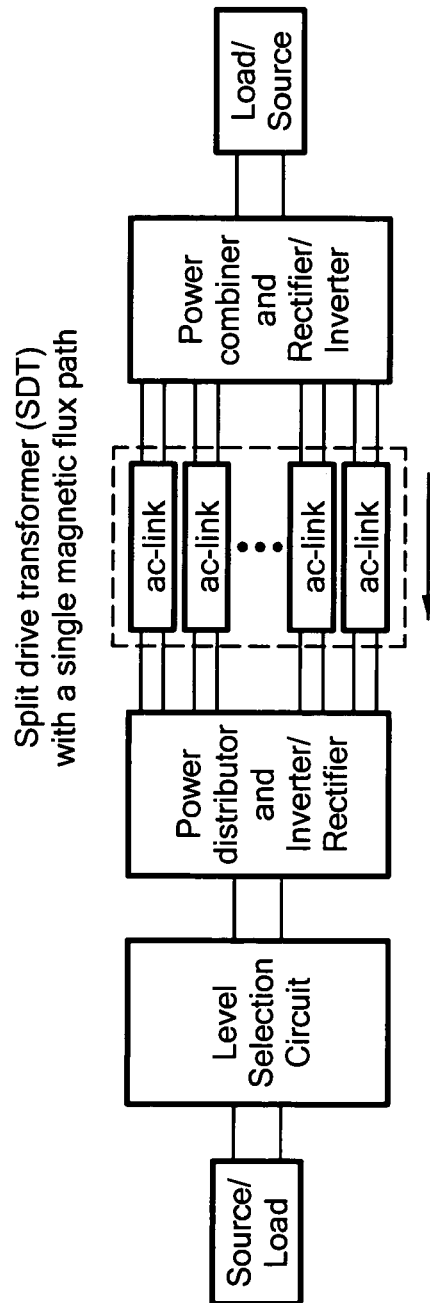 Split drive transformer (SDT)
with a single magnetic flux path
Source/
Load
Level
Selection
Circuit
Power
distributor
and
Inverter/
Rectifier
ac-link
ac-link
ac-link
ac-link
Power
combiner
and
Rectifier/
Inverter
Load/
Source